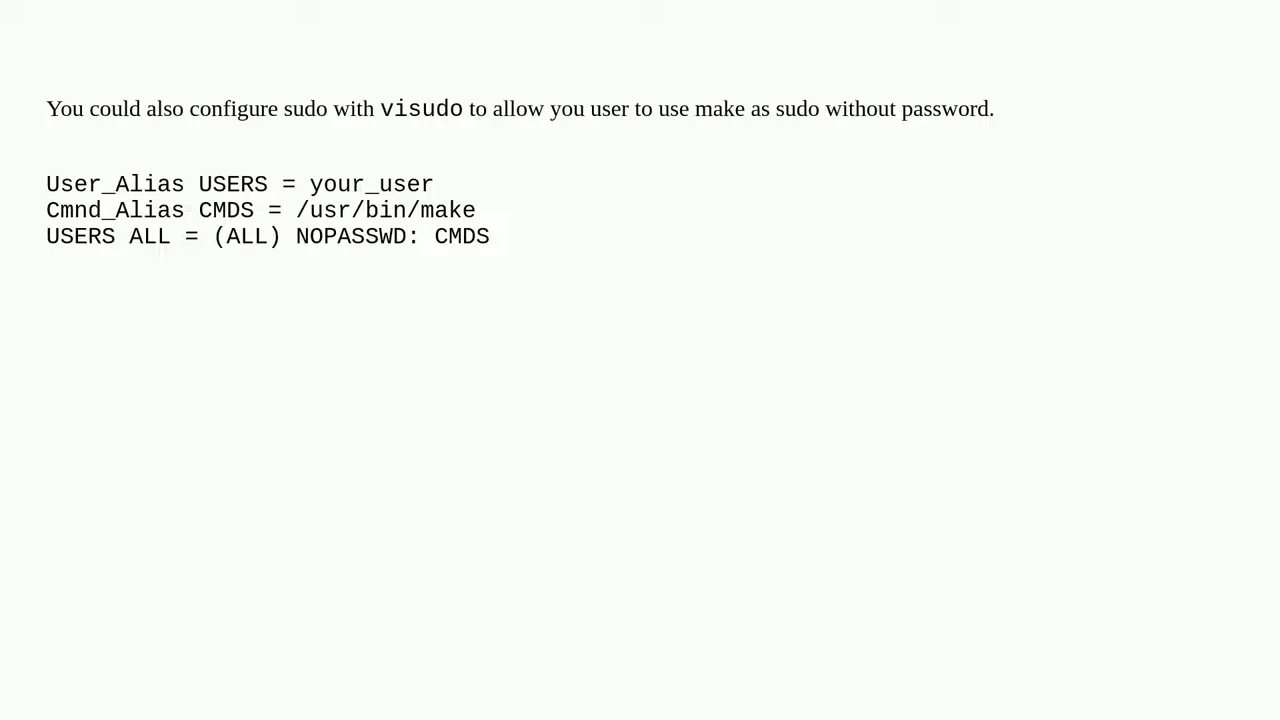 You could also configure sudo with visudo to allow you user to use make as sudo without password.
User_Alias USERS = your_user
Cmnd_Alias CMDS = /usr/bin/make
USERS ALL = (ALL) NOPASSWD: CMDS